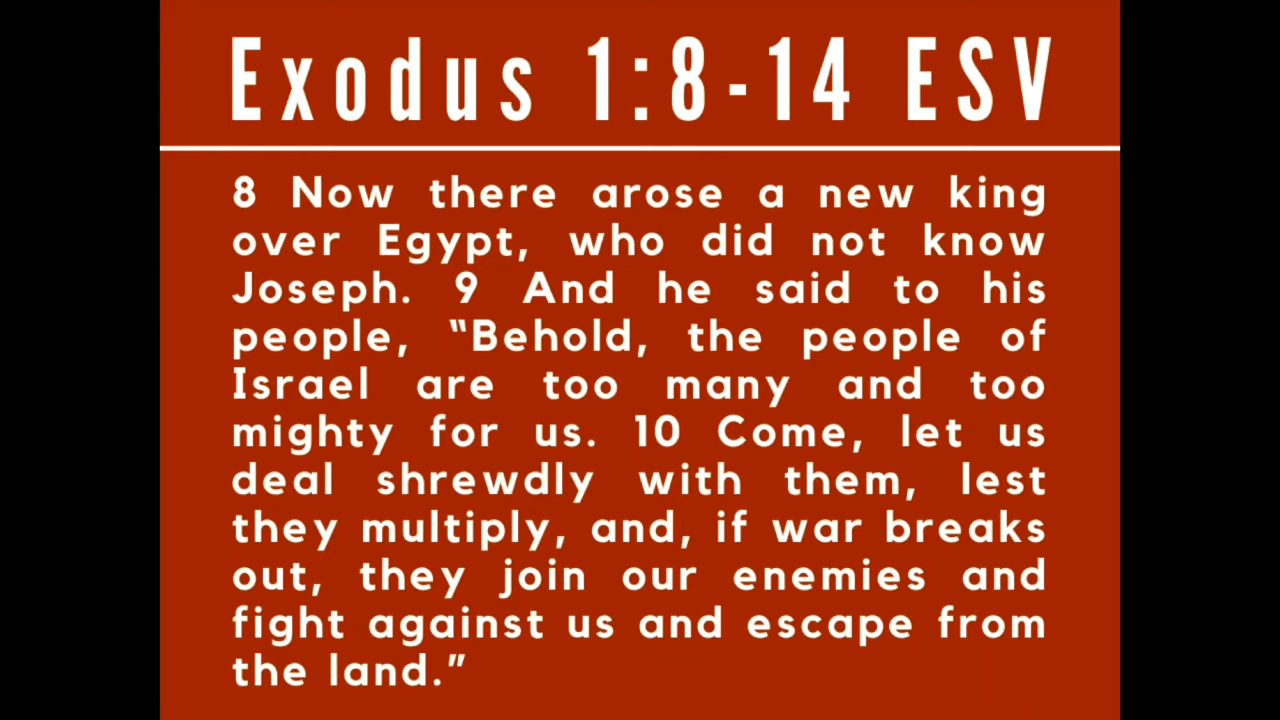 Exodus 1:8-14 ESV
8 Now there arose a new king
over Egypt, who did not know
Joseph. 9 And he said to his
people, “Behold, the people of
Israel are too many and too
mighty for us. 10 Come, let us
deal shrewdly with them, lest
they multiply, and, if war breaks
out, they join our enemies and
fight against us and escape from
the land.”